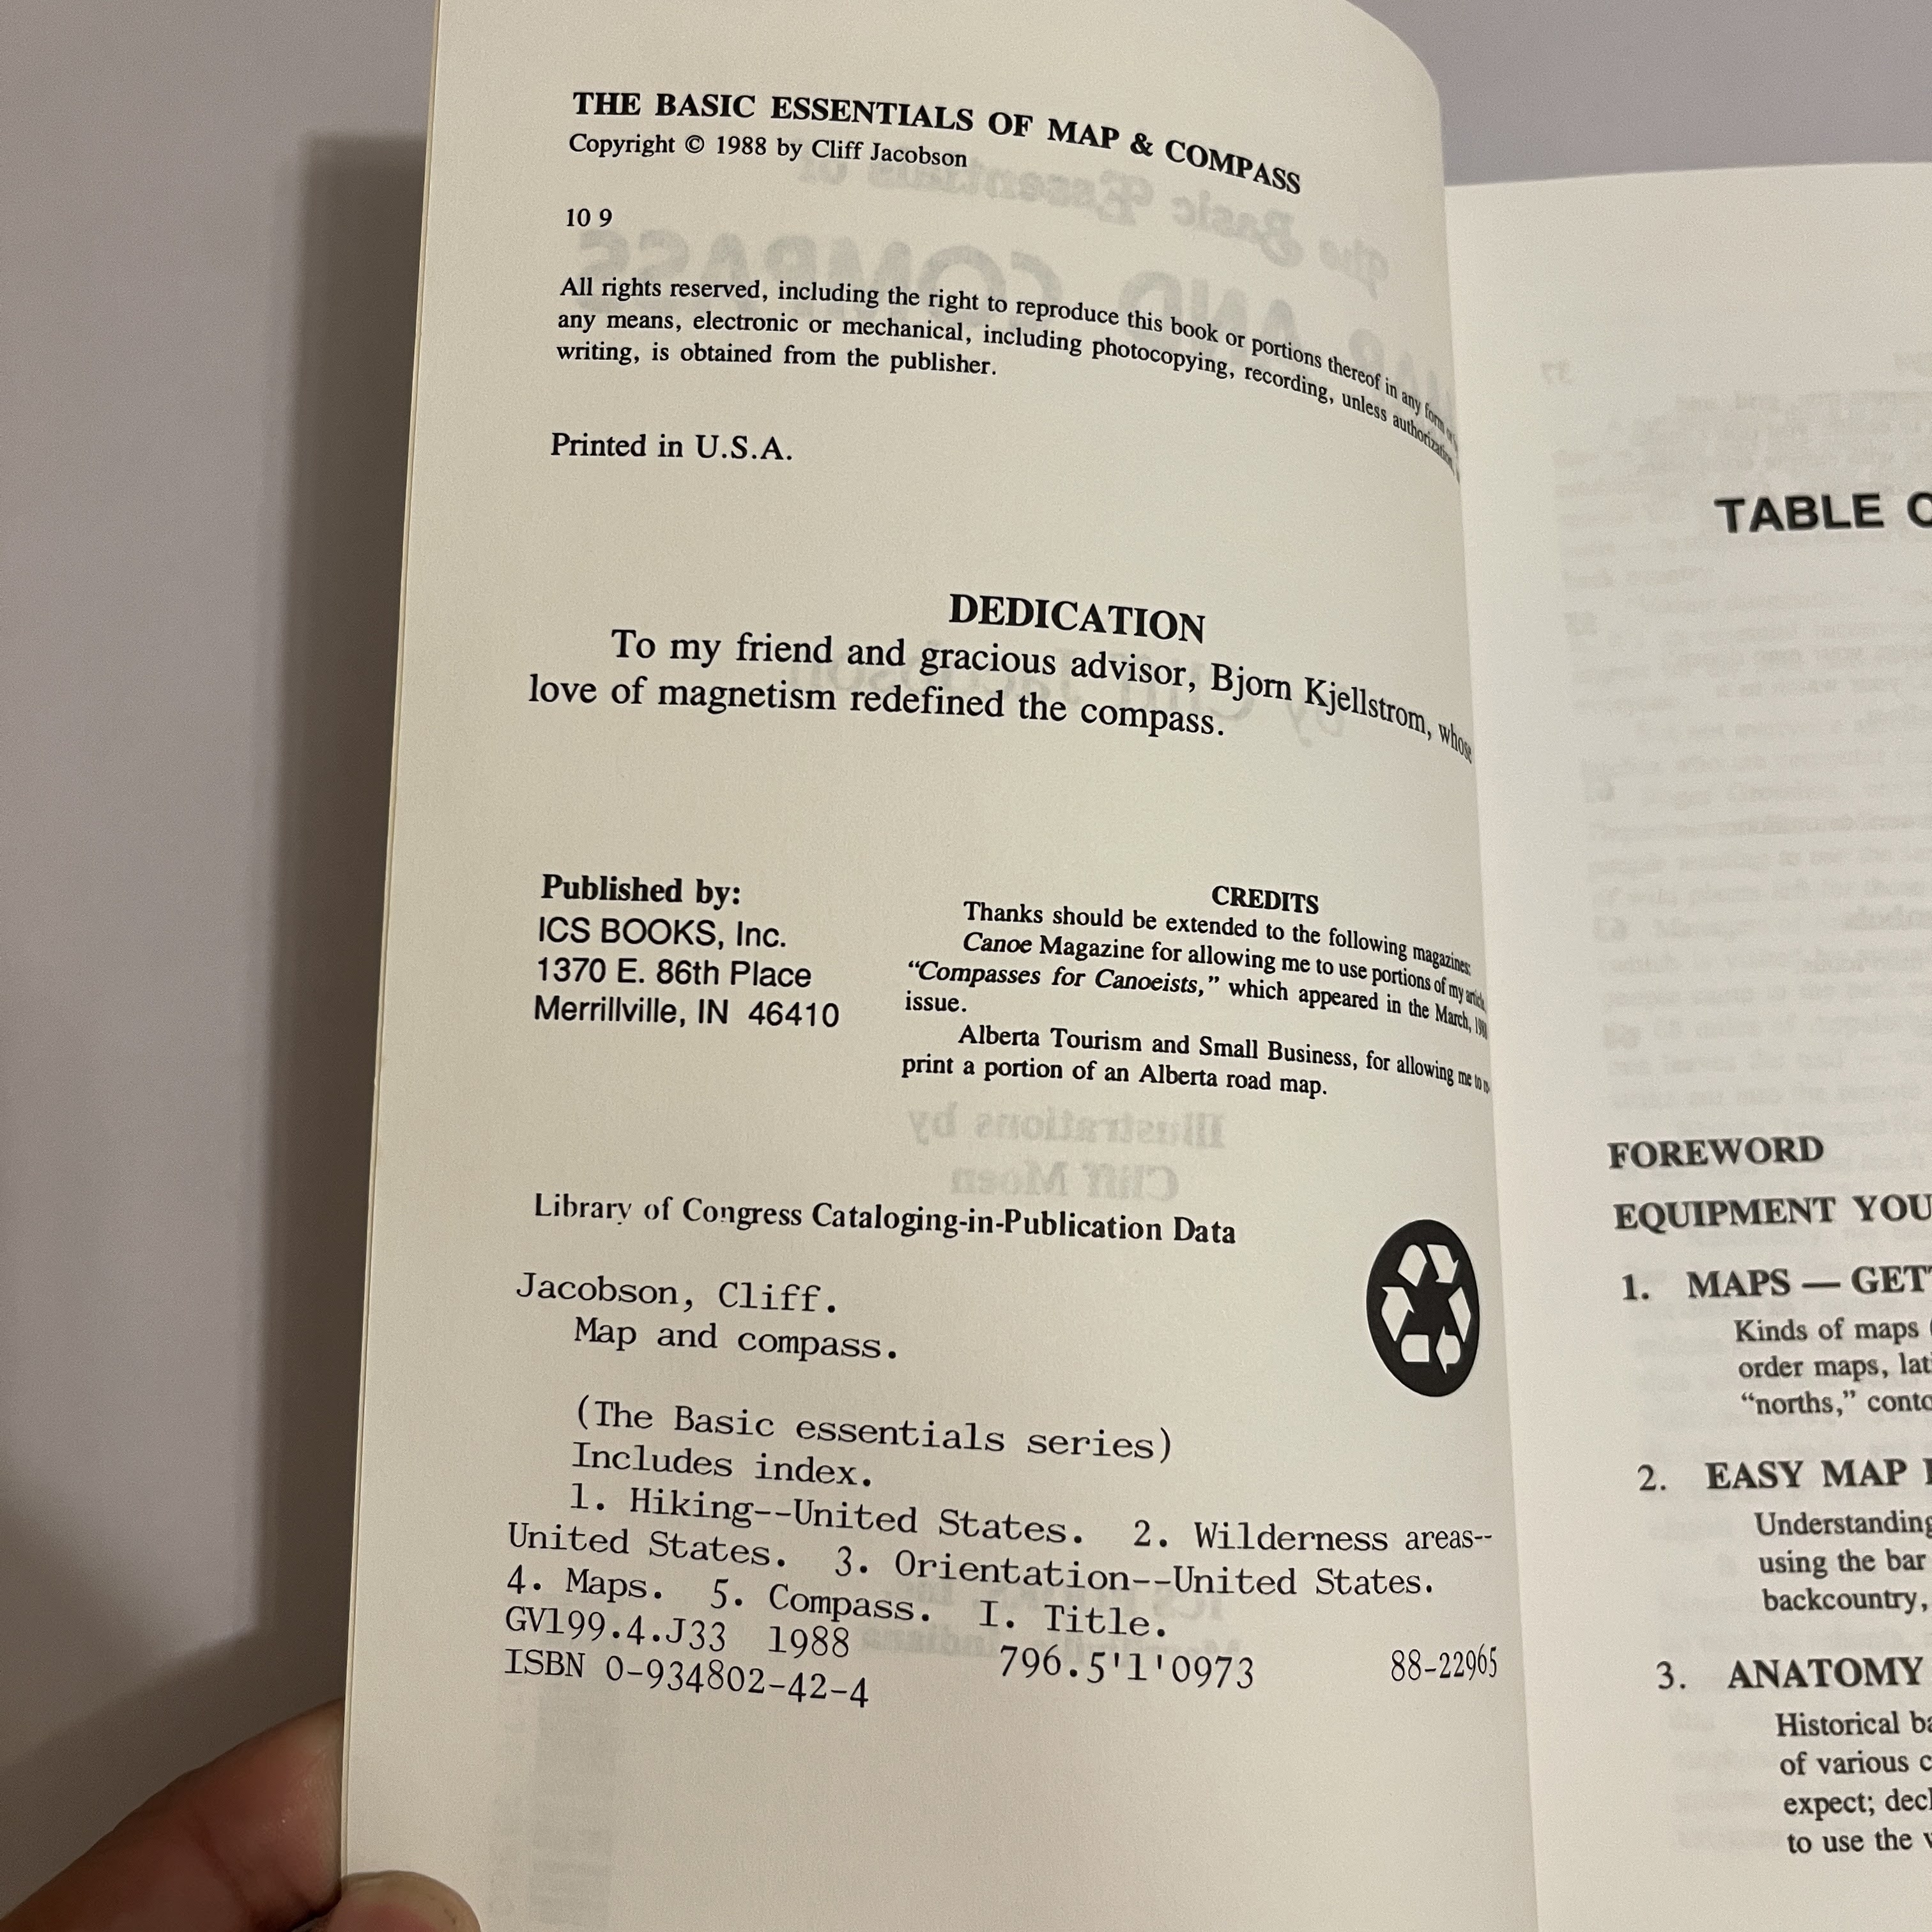 THE BASIC ESSENTIALS OF MAP & COMPASS
Copyright © 1988 by Cliff Jacobson
10 9
All rights reserved, including the right to reproduce this book or portions thereof in any form or
any means, electronic or mechanical, including photocopying, recording, unless authorization,
writing, is obtained from the publisher.
Printed in U.S.A.
DEDICATION
To my friend and gracious advisor, Bjorn Kjellstrom, whose
love of magnetism redefined the compass.
Published by:
ICS BOOKS, Inc.
1370 E. 86th Place
Merrillville, IN 46410
CREDITS
Thanks should be extended to the following magazines:
Canoe Magazine for allowing me to use portions of my article,
“Compasses for Canoeists,” which appeared in the March,
issue.
Alberta Tourism and Small Business, for allowing me to
print a portion of an Alberta road map.
Library of Congress Cataloging-in-Publication Data
Jacobson, Cliff.
Map and compass.
(The Basic essentials series)
Includes index.
1. Hiking--United States. 2. Wilderness areas--
United States. 3. Orientation--United States.
4. Maps. 5. Compass. I. Title.
GV199.4.J33 1988 796.5'1'0973 88-22965
ISBN 0-934802-42-4
TABLE
FOREWORD
EQUIPMENT YOU
1. MAPS — GET
Kinds of maps
order maps, lat
“norths,” conto
2. EASY MAP
Understanding
using the bar
backcountry,
3. ANATOMY
Historical ba
of various c
expect; decl
to use the